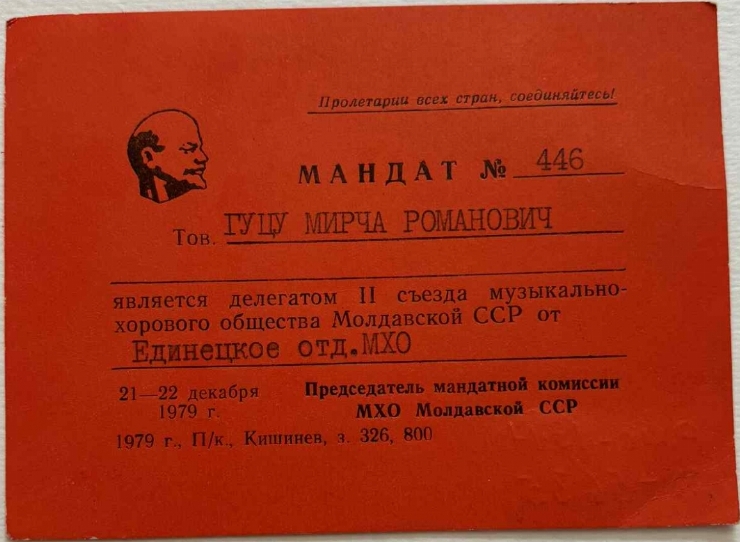 Пролетарии всех стран, соединяйтесь!
МАНДАТ № 446
Тов. ГУЦУ МИРЧА РОМАНОВИЧ
является делегатом II съезда музыкально-
хорового общества Молдавской ССР от
Единецкое отд.МХО
21—22 декабря Председатель мандатной комиссии
1979 г. МХО Молдавской ССР
1979 г., П/к., Кишинев, з. 326, 800